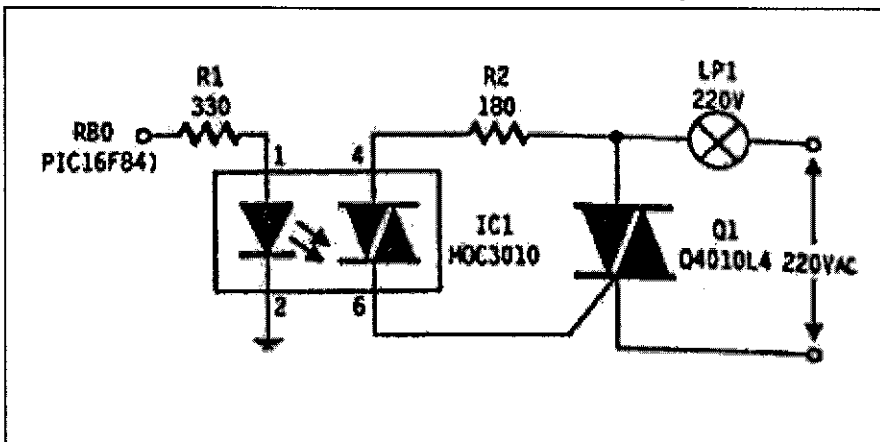 R1
330
RB0
PIC16F84)
1
4
R2
180
LP1
220V
IC1
MOC3010
Q1
Q4010L4
220VAC
2
6